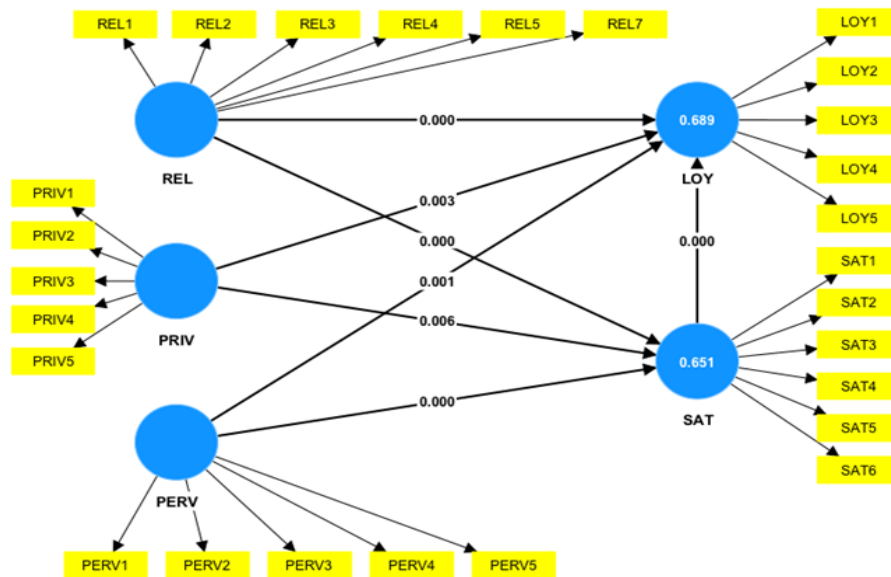 REL1
REL2
REL3
REL4
REL5
REL7
LOY1
LOY2
LOY3
LOY4
LOY5
0.000
0.689
REL
LOY
PRIV1
PRIV2
PRIV3
PRIV4
PRIV5
0.003
0.000
0.000
0.001
0.006
PRIV
SAT1
SAT2
SAT3
SAT4
SAT5
SAT6
0.651
0.000
SAT
PERV
PERV1
PERV2
PERV3
PERV4
PERV5